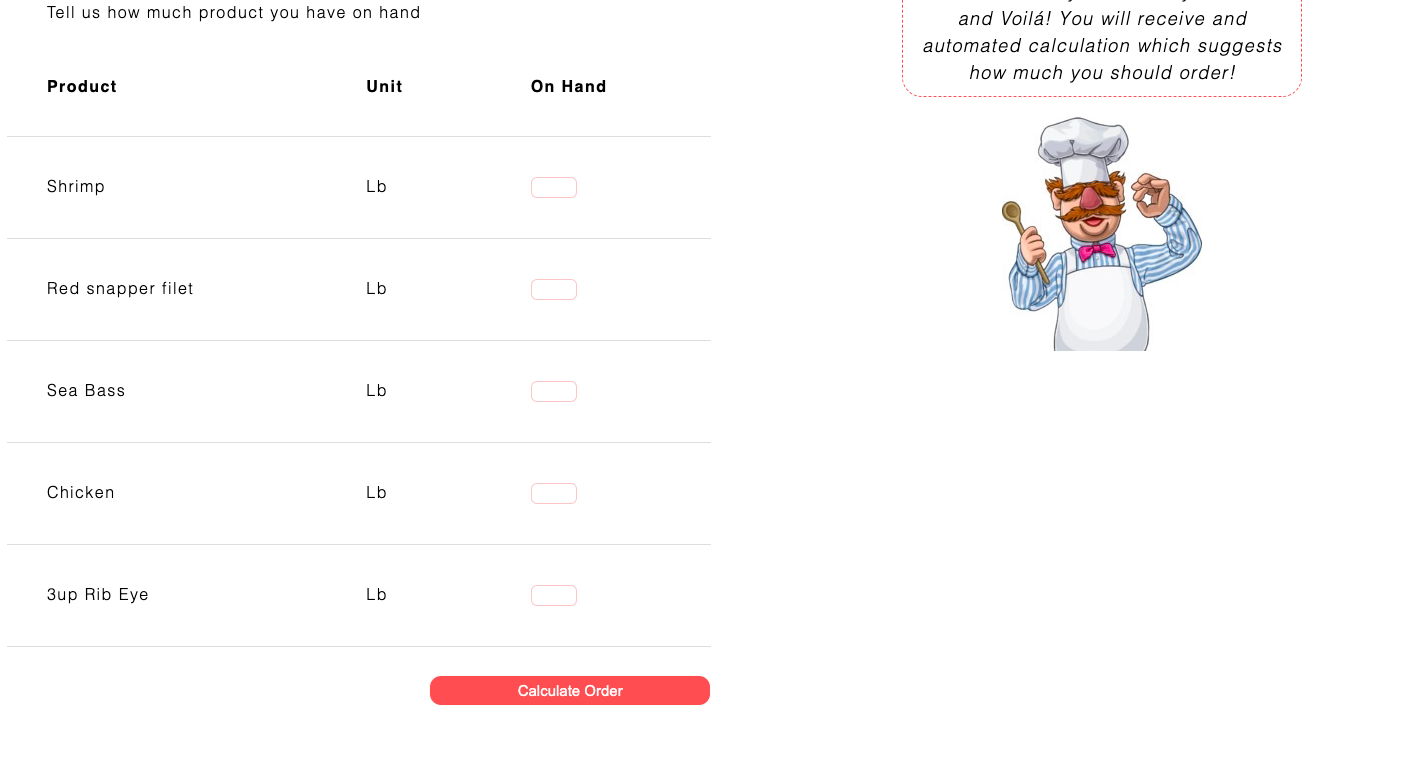 Tell us how much product you have on hand
Product Unit On Hand
Shrimp Lb
Red snapper filet Lb
Sea Bass Lb
Chicken Lb
3up Rib Eye Lb
Calculate Order
and Voilá! You will receive and
automated calculation which suggests
how much you should order!